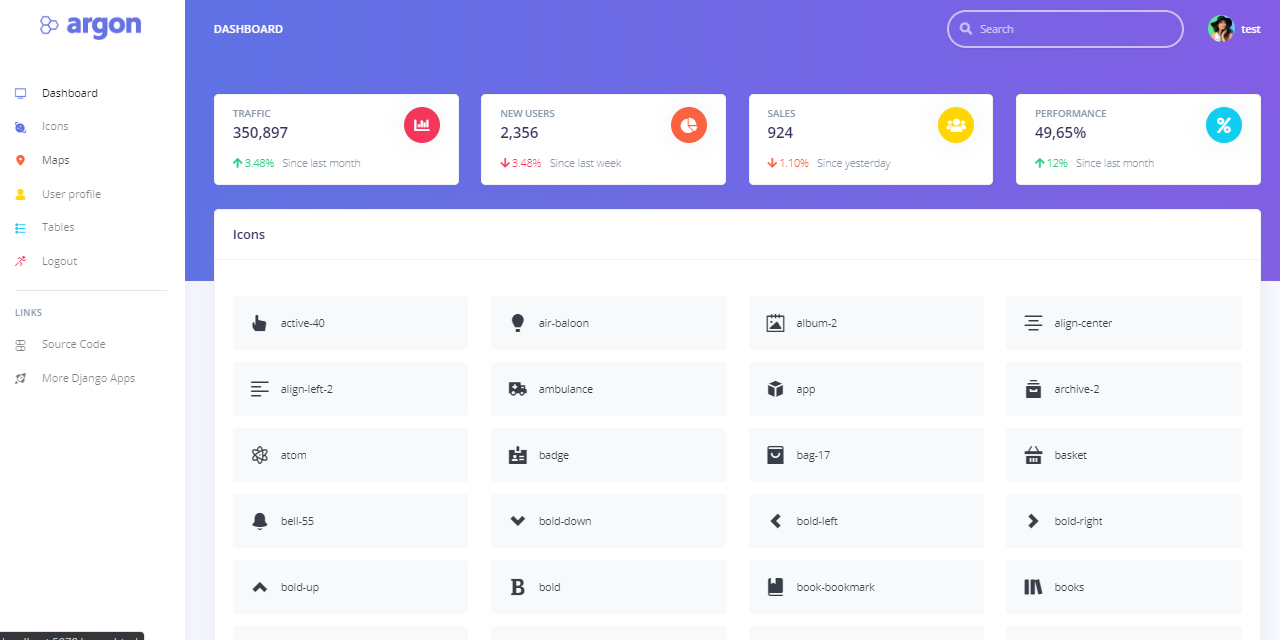 argon
DASHBOARD
Search
test
Dashboard
Icons
Maps
User profile
Tables
Logout
LINKS
Source Code
More Django Apps
TRAFFIC
350,897
3.48% Since last month
NEW USERS
2,356
3.48% Since last week
SALES
924
1.10% Since yesterday
PERFORMANCE
49,65%
12% Since last month
Icons
active-40
air-baloon
album-2
align-center
align-left-2
ambulance
app
archive-2
atom
badge
bag-17
basket
bell-55
bold-down
bold-left
bold-right
bold-up
bold
book-bookmark
books